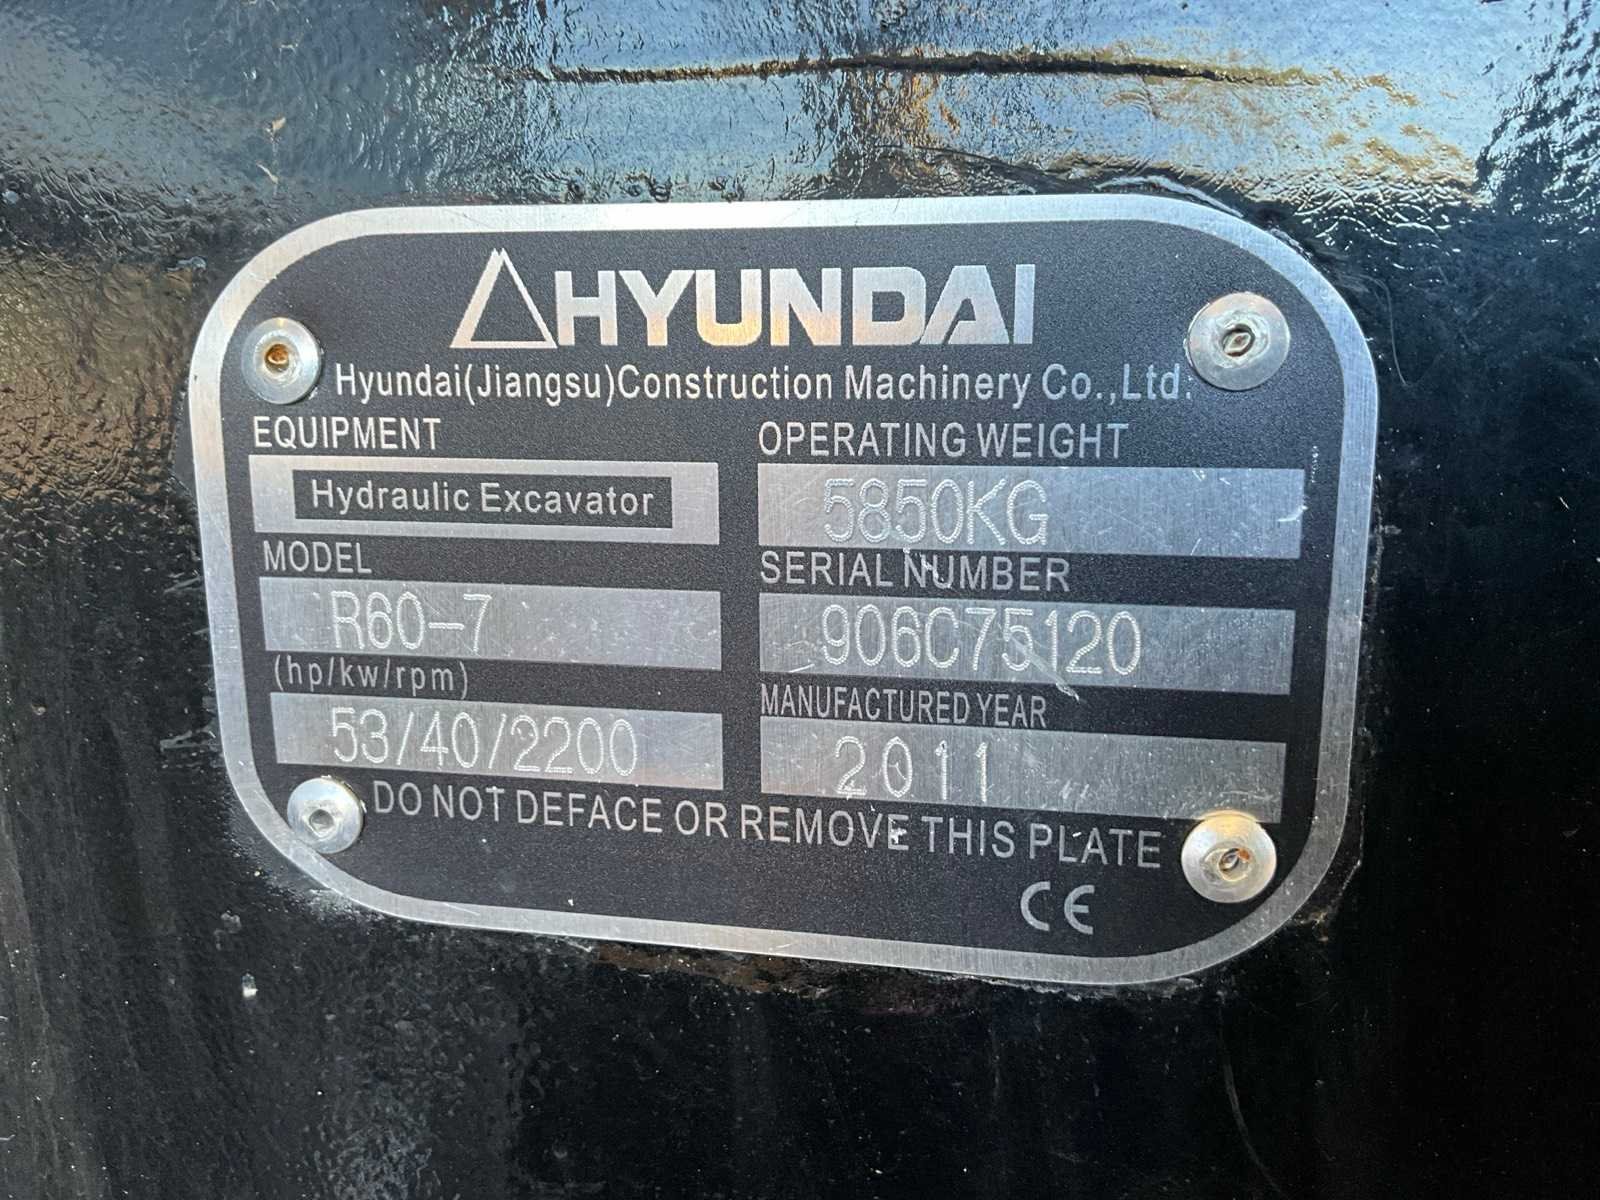 HYUNDAI
Hyundai(Jiangsu)Construction Machinery Co.,Ltd.
EQUIPMENT
Hydraulic Excavator
OPERATING WEIGHT
5850KG
MODEL
R60-7
SERIAL NUMBER
906C75120
(hp/kw/rpm)
53/40/2200
MANUFACTURED YEAR
2011
DO NOT DEFACE OR REMOVE THIS PLATE
CE